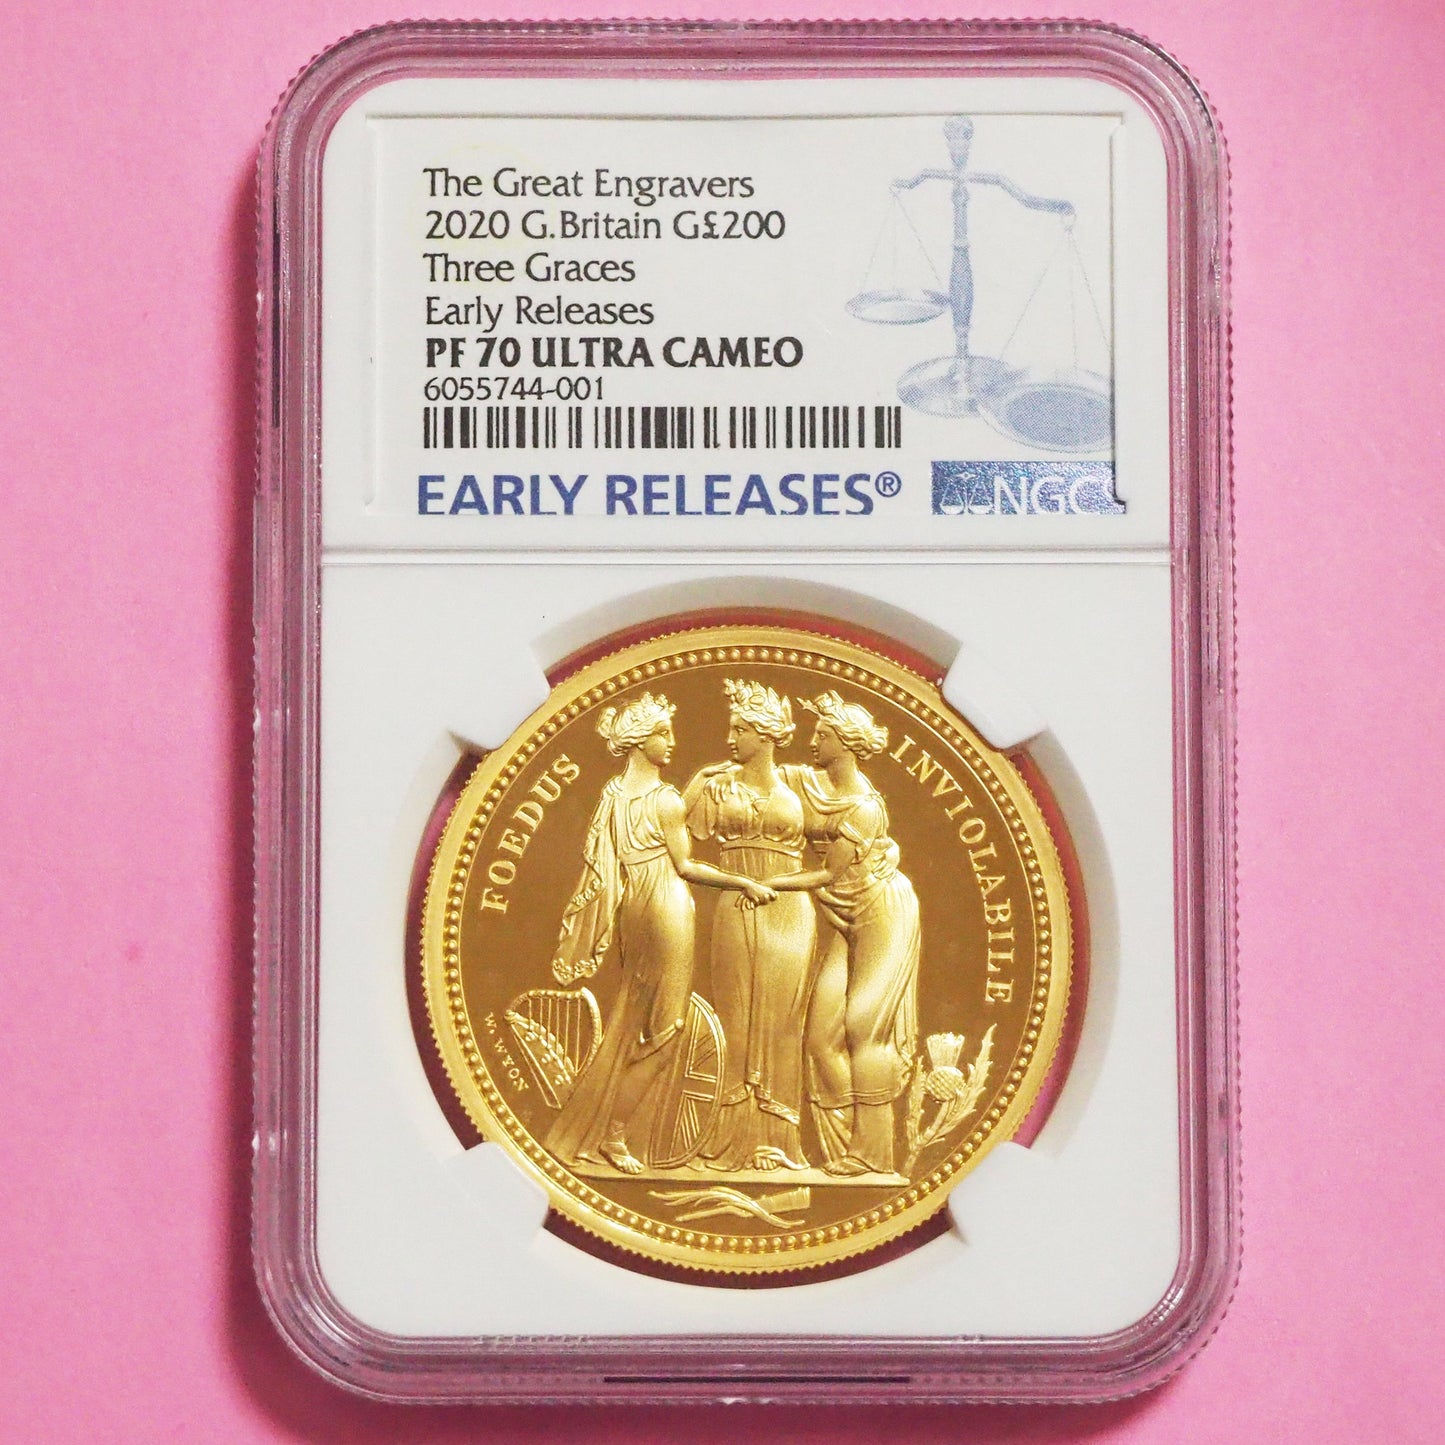 The Great Engravers
2020 G.Britain G£200
Three Graces
Early Releases
PF 70 ULTRA CAMEO
6055744-001
EARLY RELEASES®
NGC
FOEDUS INVIOLABILE
W. WYON